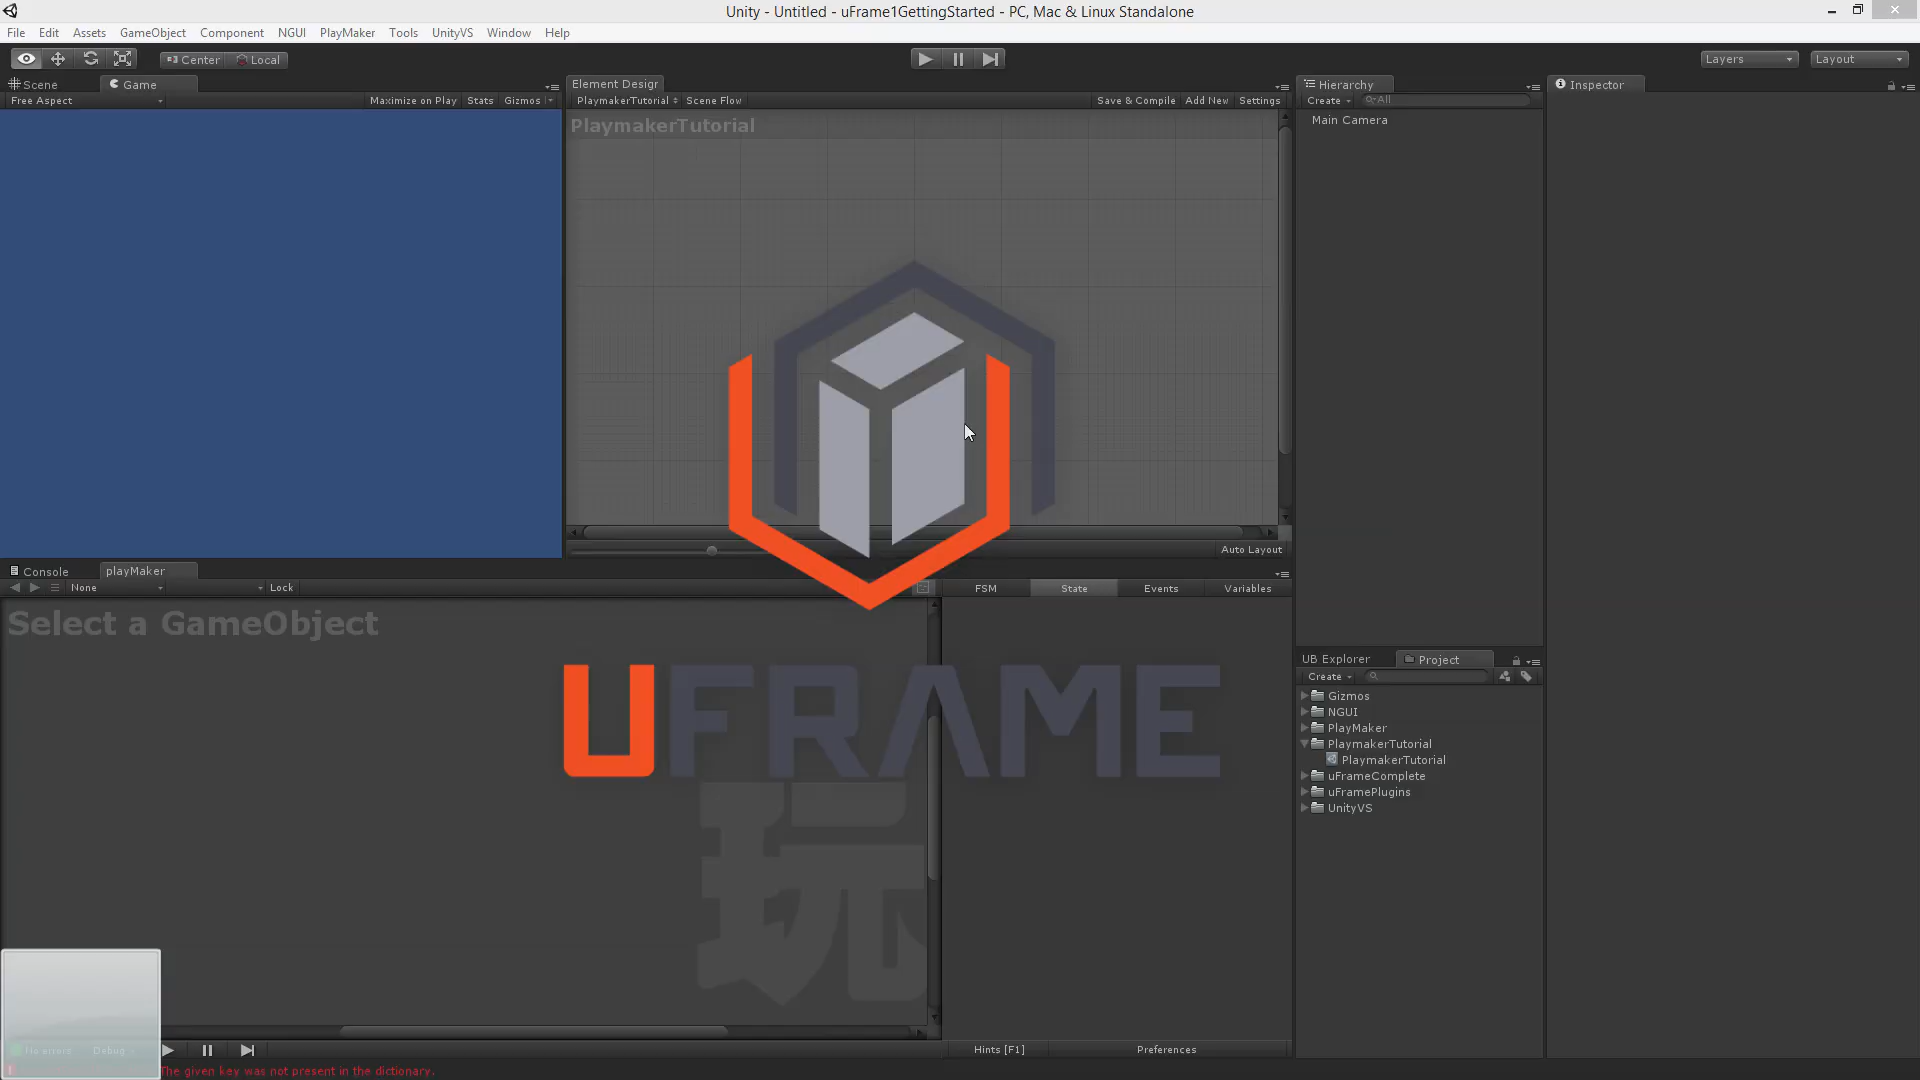 Unity - Untitled - uFrame1GettingStarted - PC, Mac & Linux Standalone
File Edit Assets GameObject Component NGUI PlayMaker Tools UnityVS Window Help
Center Local Layers Layout
Scene Game Element Desigr Hierarchy Inspector
Free Aspect Maximize on Play Stats Gizmos PlaymakerTutorial Scene Flow Save & Compile Add New Settings Create All
PlaymakerTutorial
Main Camera
Auto Layout
Console playMaker
None Lock FSM State Events Variables
Select a GameObject
UFRAME
玩
UB Explorer Project
Create
Gizmos
NGUI
PlayMaker
PlaymakerTutorial
PlaymakerTutorial
uFrameComplete
uFramePlugins
UnityVS
No errors Debug Hints [F1] Preferences
The given key was not present in the dictionary.